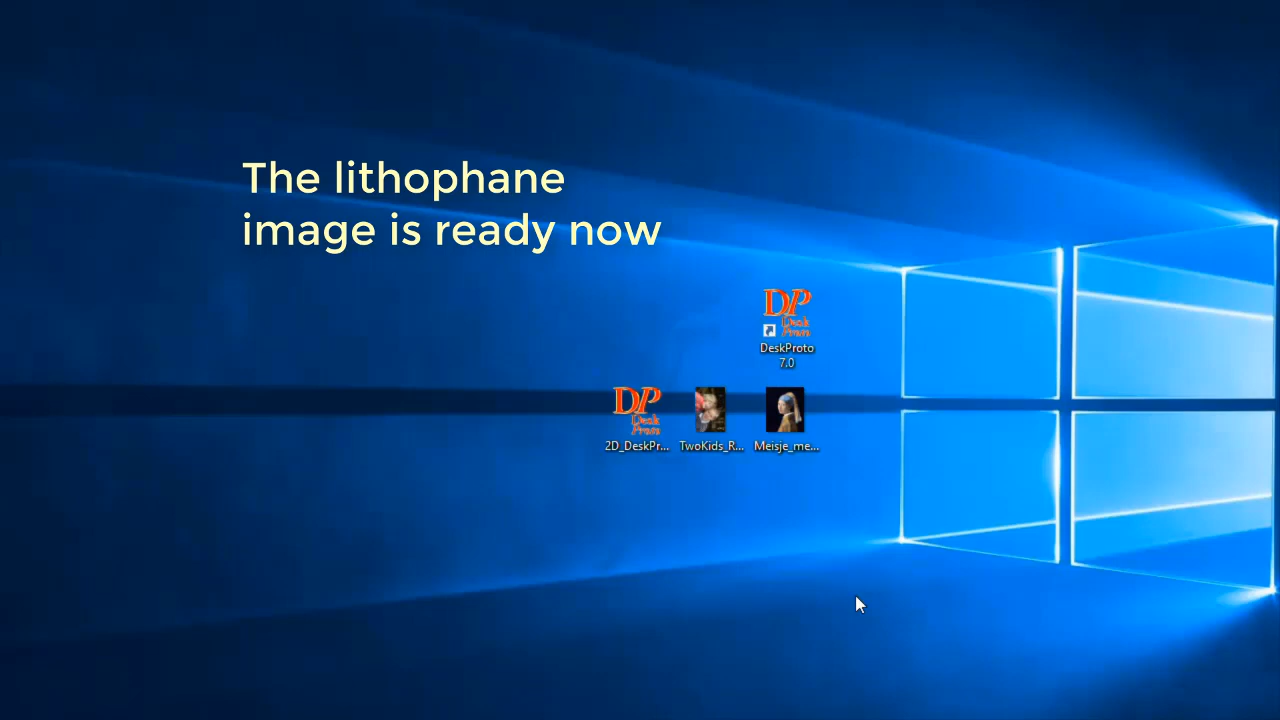 The lithophane
image is ready now
DP
Desk
Proto
DeskProto
7.0
DP
Desk
Proto
2D_DeskPr...
TwoKids_R...
Meisje_me...